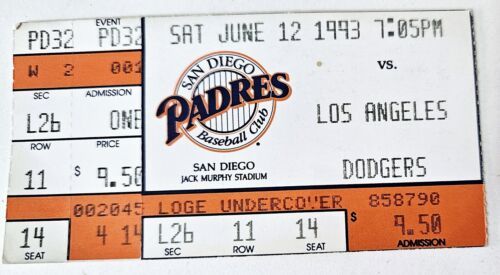 EVENT
PD32 PD32
W 2 001
SEC ADMISSION
L26 ONE
ROW PRICE
11 $ 9.50
002045
14 4 14
SEAT
SAT JUNE 12 1993 7:05PM
SAN DIEGO
PADRES
Baseball Club
SAN DIEGO
JACK MURPHY STADIUM
VS.
LOS ANGELES
DODGERS
LOGE UNDERCOVER 858790
L26 11 14 $ 9.50
SEC ROW SEAT ADMISSION